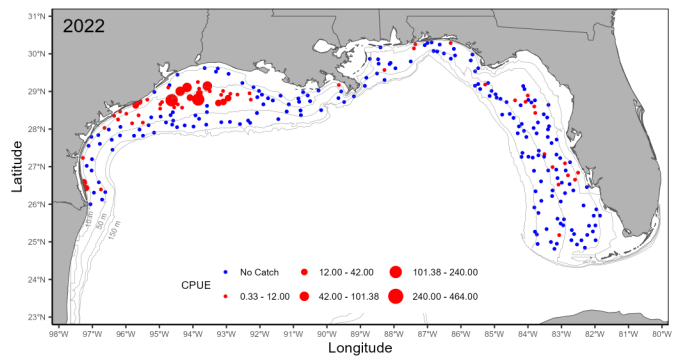 2022
31°N
30°N
29°N
28°N
27°N
26°N
25°N
24°N
23°N
Latitude
10 m
50 m
150 m
CPUE
No Catch
12.00 - 42.00
101.38 - 240.00
0.33 - 12.00
42.00 - 101.38
240.00 - 464.00
98°W 97°W 96°W 95°W 94°W 93°W 92°W 91°W 90°W 89°W 88°W 87°W 86°W 85°W 84°W 83°W 82°W 81°W 80°W
Longitude